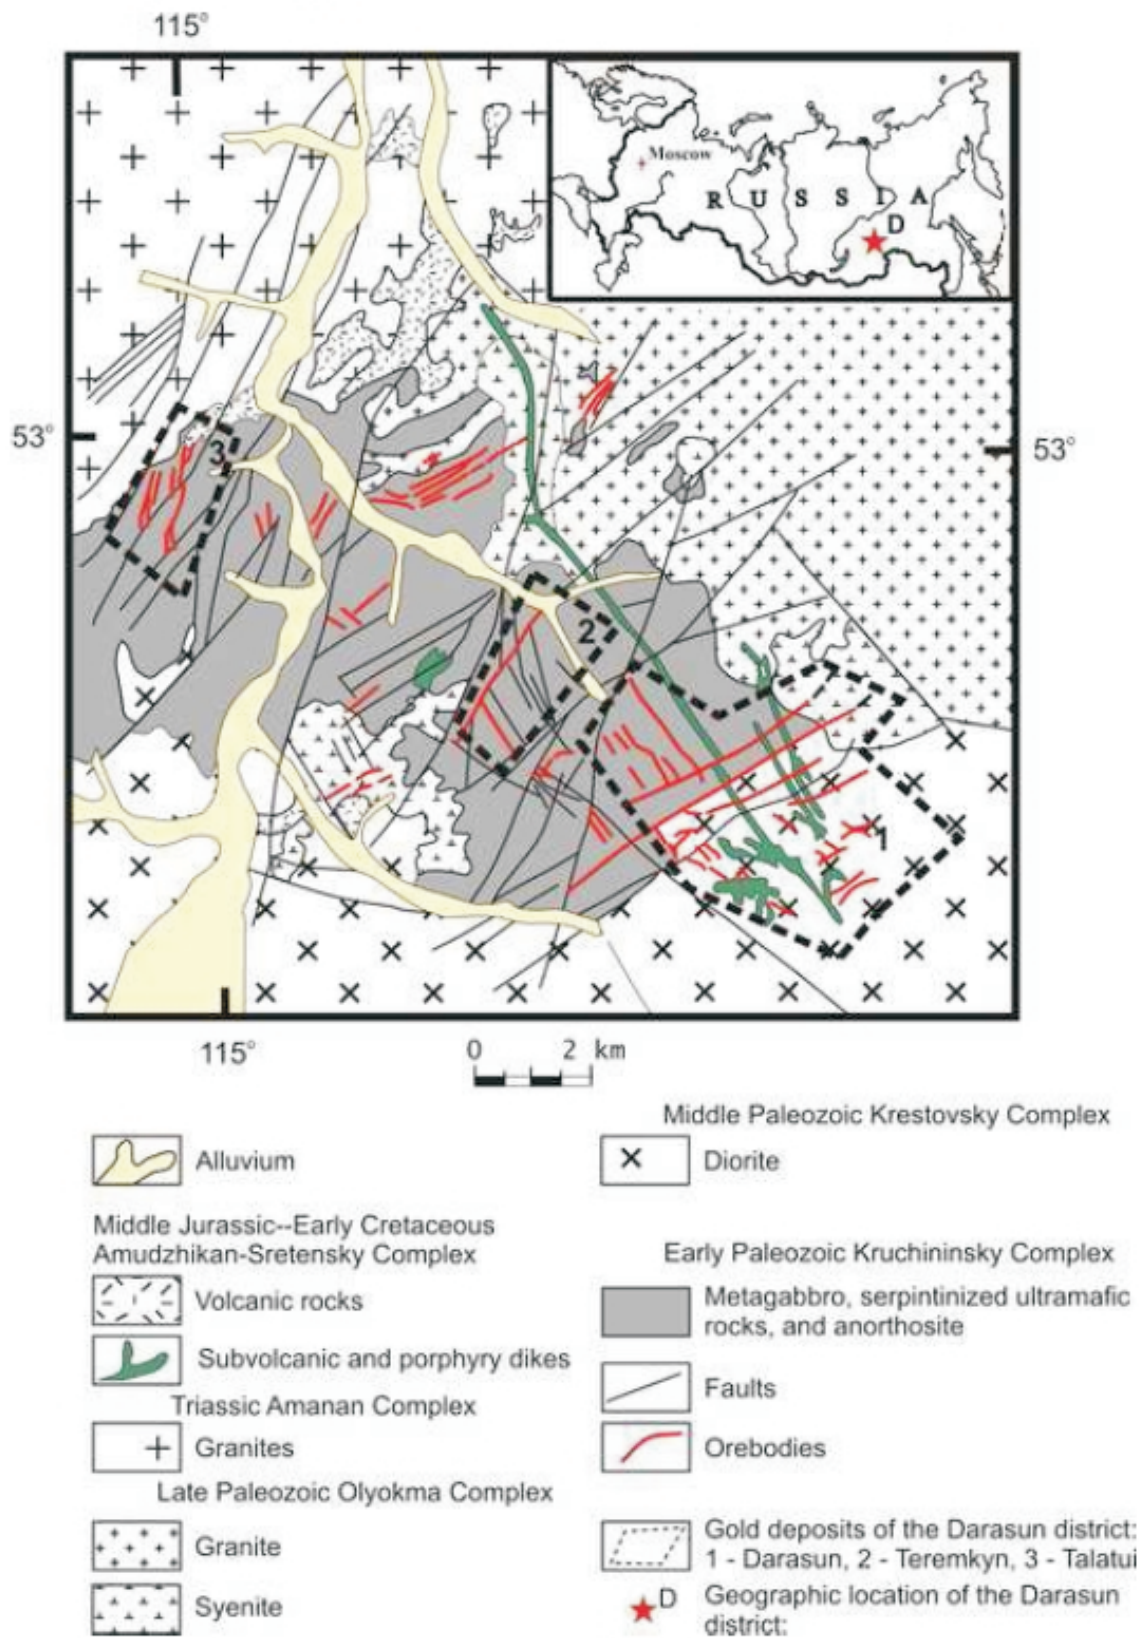 115°
Moscow
RUSSIA
D
53°
53°
3
2
1
115°
0 2 km
Middle Paleozoic Krestovsky Complex
Alluvium
Diorite
Middle Jurassic--Early Cretaceous
Amudzhikan-Sretensky Complex
Early Paleozoic Kruchininsky Complex
Volcanic rocks
Metagabbro, serpintinized ultramafic
rocks, and anorthosite
Subvolcanic and porphyry dikes
Faults
Triassic Amanan Complex
Granites
Orebodies
Late Paleozoic Olyokma Complex
Granite
Gold deposits of the Darasun district:
1 - Darasun, 2 - Teremkyn, 3 - Talatui
Syenite
D
Geographic location of the Darasun
district: